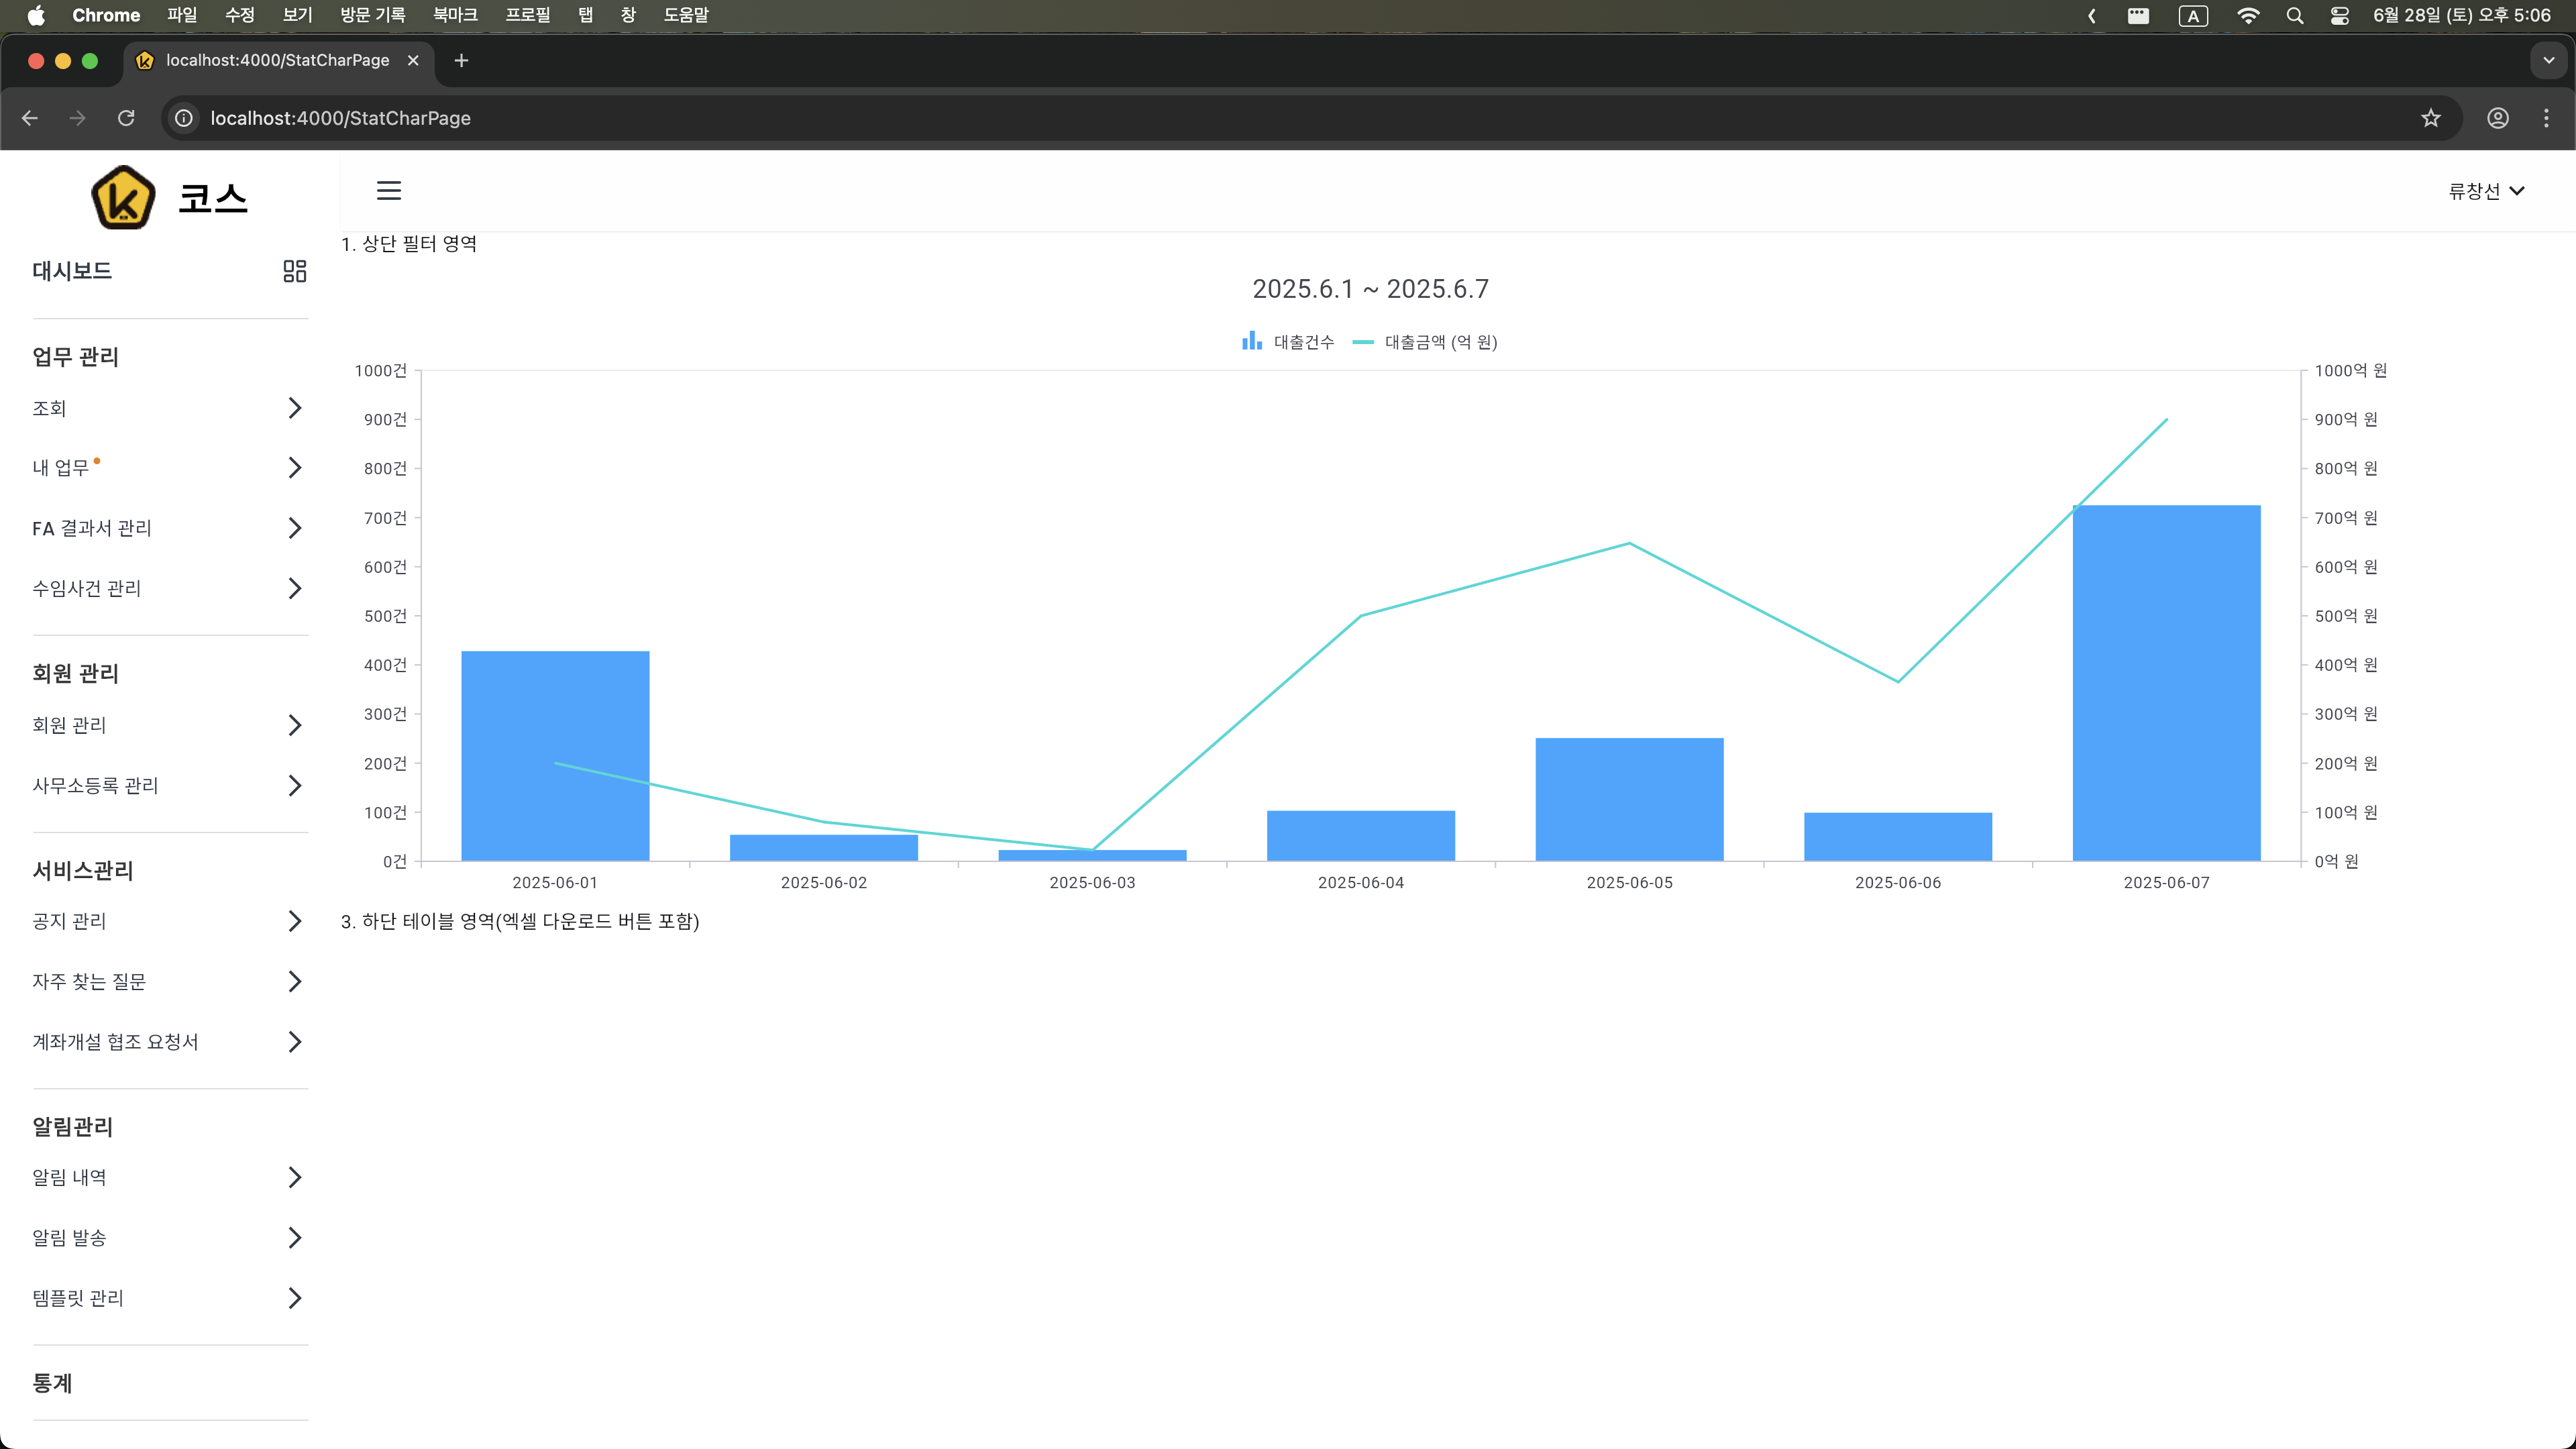 Chrome 파일 수정 보기 방문 기록 북마크 프로필 탭 창 도움말 A 6월 28일 (토) 오후 5:06
localhost:4000/StatCharPage
localhost:4000/StatCharPage
코스
류창선
대시보드
업무 관리
조회
내 업무
FA 결과서 관리
수임사건 관리
회원 관리
회원 관리
사무소등록 관리
서비스관리
공지 관리
자주 찾는 질문
계좌개설 협조 요청서
알림관리
알림 내역
알림 발송
템플릿 관리
통계
1. 상단 필터 영역
2025.6.1 ~ 2025.6.7
대출건수 대출금액 (억 원)
1000건 1000억 원
900건 900억 원
800건 800억 원
700건 700억 원
600건 600억 원
500건 500억 원
400건 400억 원
300건 300억 원
200건 200억 원
100건 100억 원
0건 0억 원
2025-06-01 2025-06-02 2025-06-03 2025-06-04 2025-06-05 2025-06-06 2025-06-07
3. 하단 테이블 영역(엑셀 다운로드 버튼 포함)